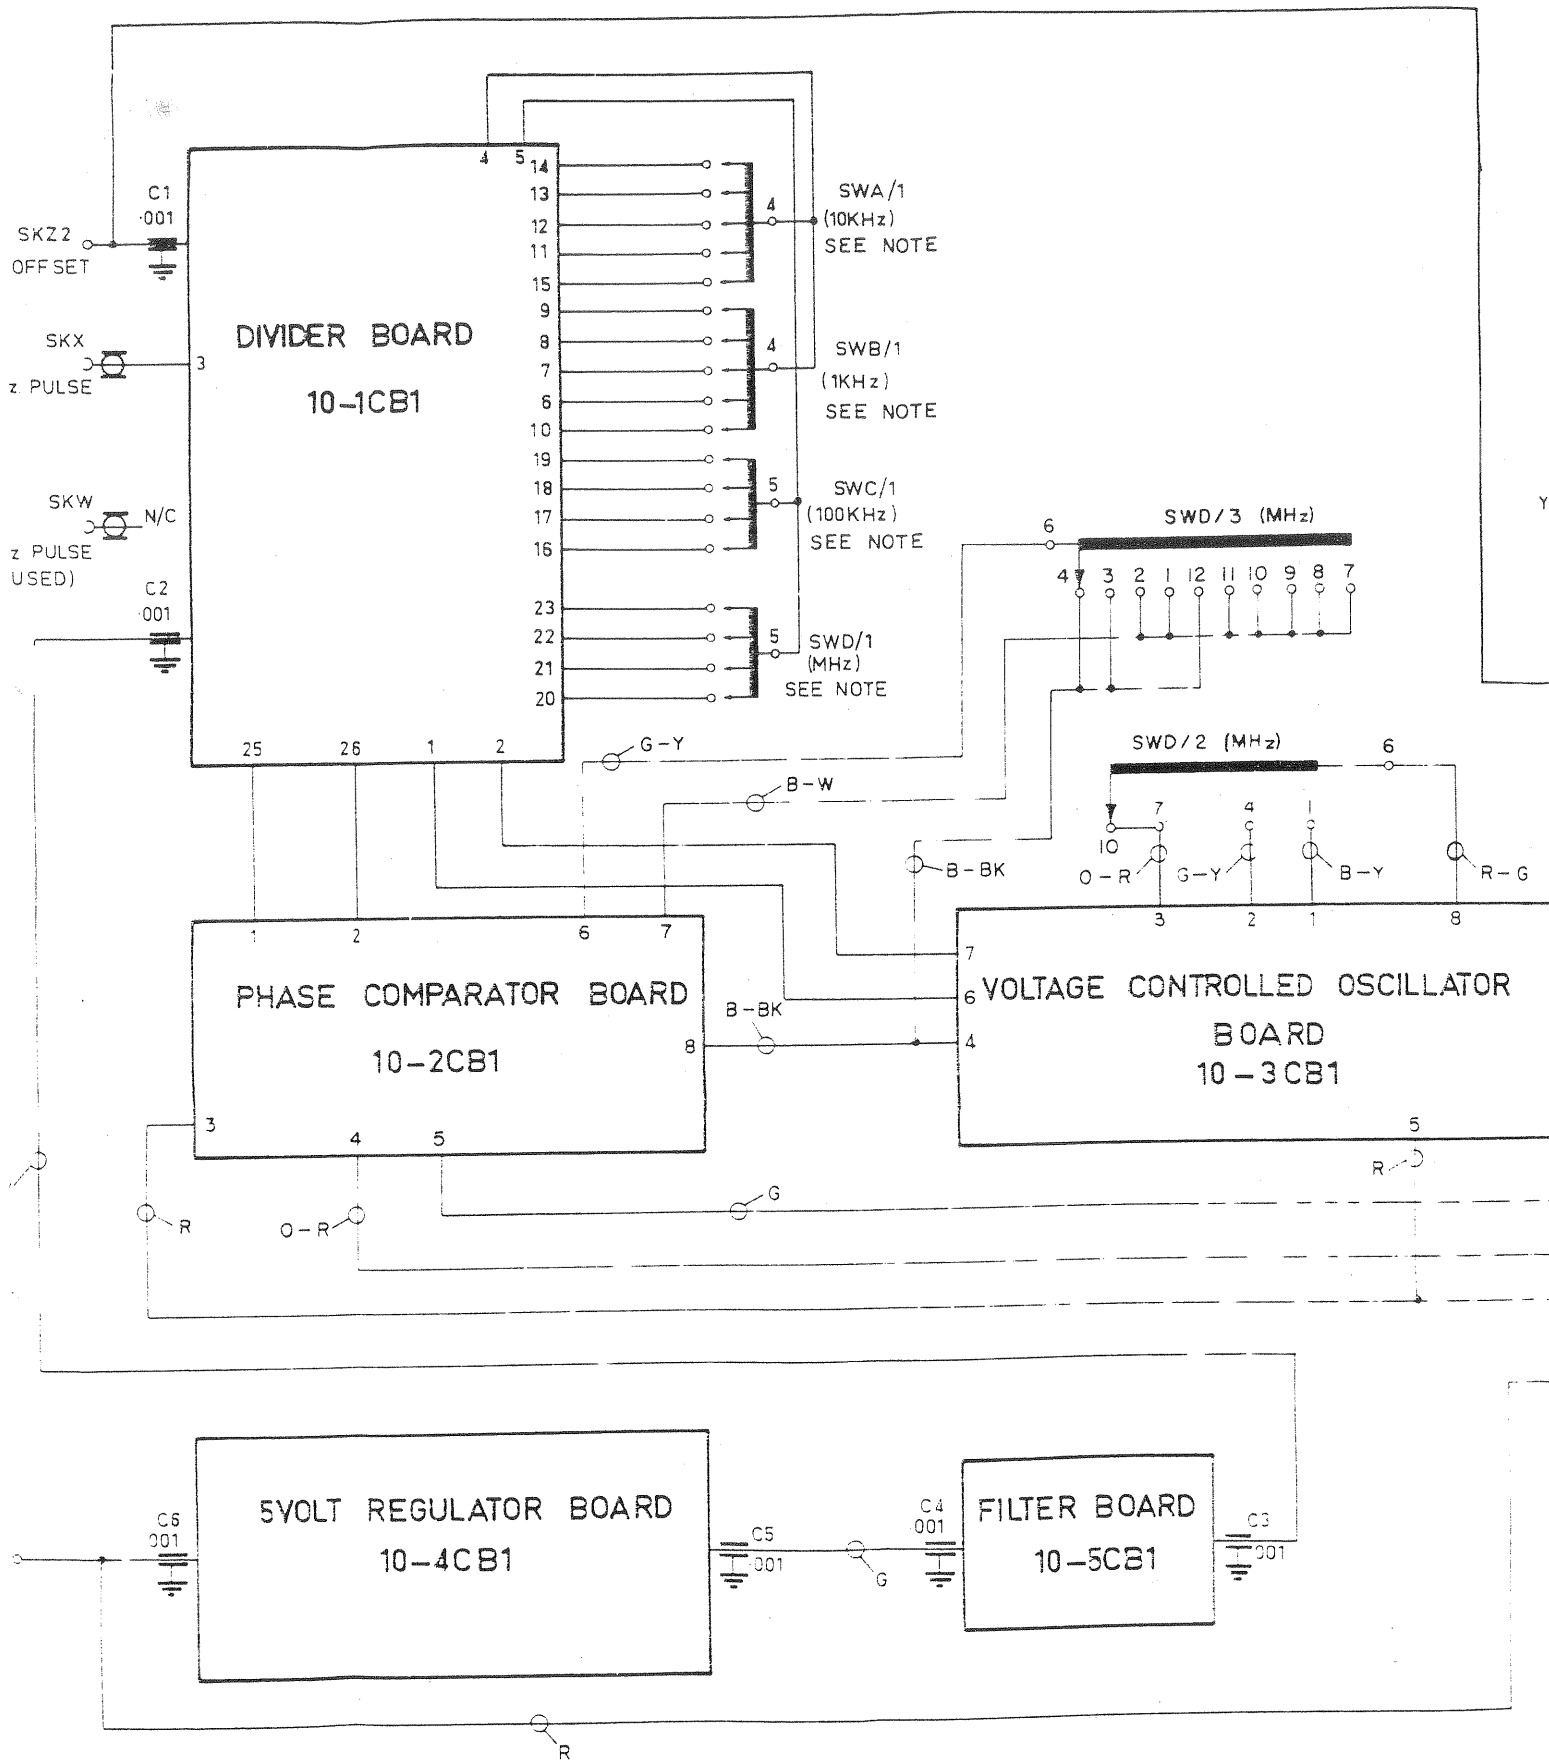 4 5
14
13
12
11
15
9
8
7
6
10
19
18
17
16
23
22
21
20
C1
·001
SKZ2
OFFSET
SKX
z. PULSE
3
SKW
N/C
z PULSE
USED)
C2
·001
DIVIDER BOARD
10-1CB1
25 26 1 2
4
SWA/1
(10KHz)
SEE NOTE
4
SWB/1
(1KHz)
SEE NOTE
5
SWC/1
(100KHz)
SEE NOTE
5
SWD/1
(MHz)
SEE NOTE
6
SWD/3 (MHz)
4 3 2 1 12 11 10 9 8 7
Y
SWD/2 (MHz)
6
10
7 4 1
O-R G-Y B-Y R-G
G-Y
B-W
B-BK
1 2 6 7
PHASE COMPARATOR BOARD
10-2CB1
8
B-BK
3
4 5
3 2 1 8
7
6
4
VOLTAGE CONTROLLED OSCILLATOR
BOARD
10-3CB1
5
R
R
O-R
G
5VOLT REGULATOR BOARD
10-4CB1
C6
001
C5
·001
G
C4
·001
FILTER BOARD
10-5CB1
C3
001
R